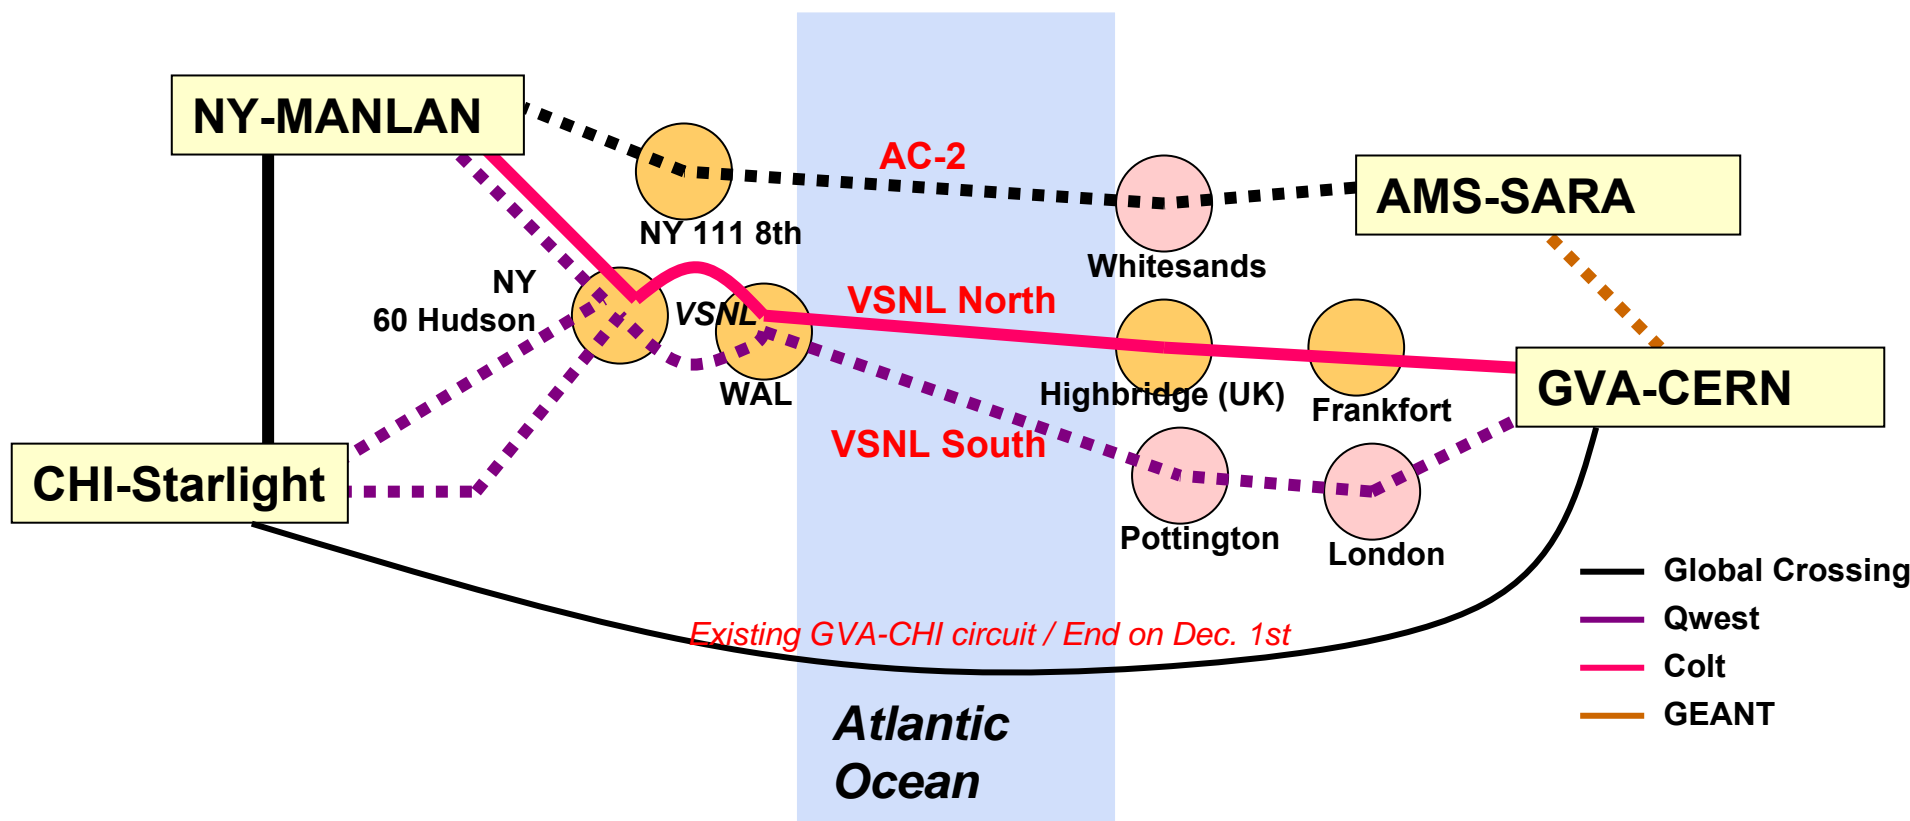 NY-MANLAN
AC-2
AMS-SARA
NY 111 8th
Whitesands
NY
60 Hudson
VSNL
VSNL North
WAL
Highbridge (UK)
Frankfort
GVA-CERN
VSNL South
CHI-Starlight
Pottington
London
Existing GVA-CHI circuit / End on Dec. 1st
Global Crossing
Qwest
Colt
GEANT
Atlantic
Ocean